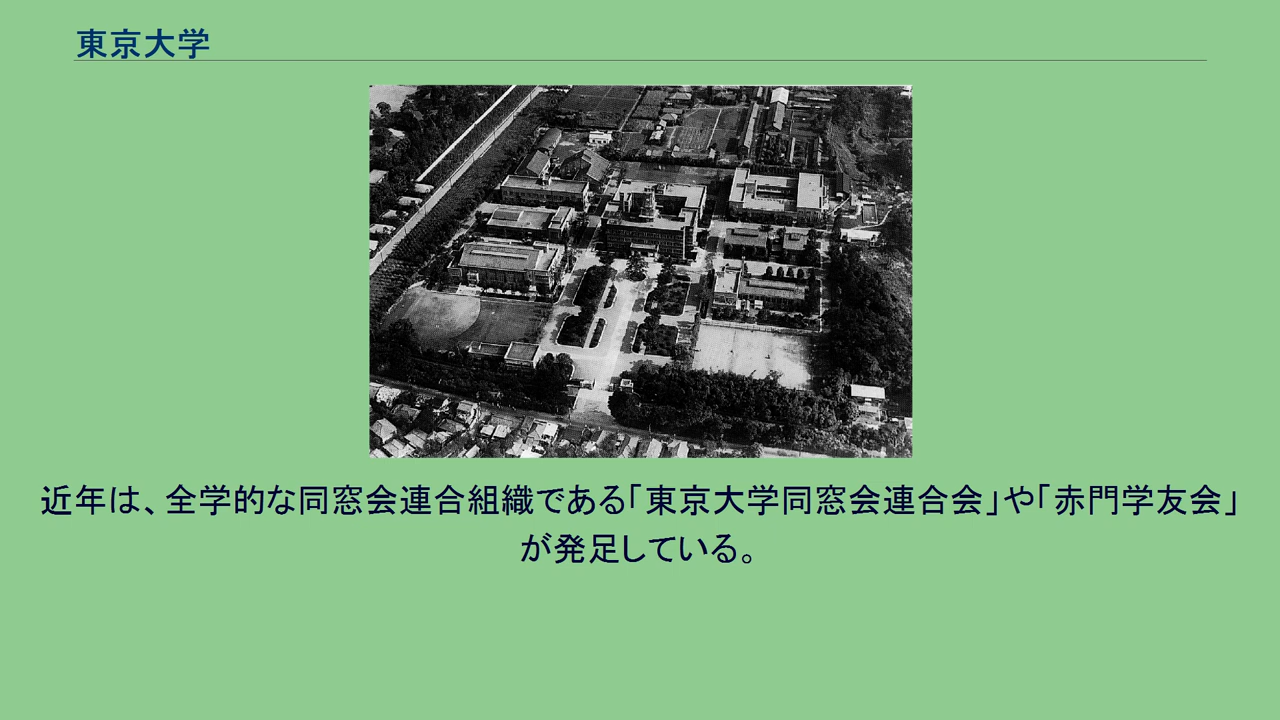 東京大学
近年は、全学的な同窓会連合組織である「東京大学同窓会連合会」や「赤門学友会」
が発足している。